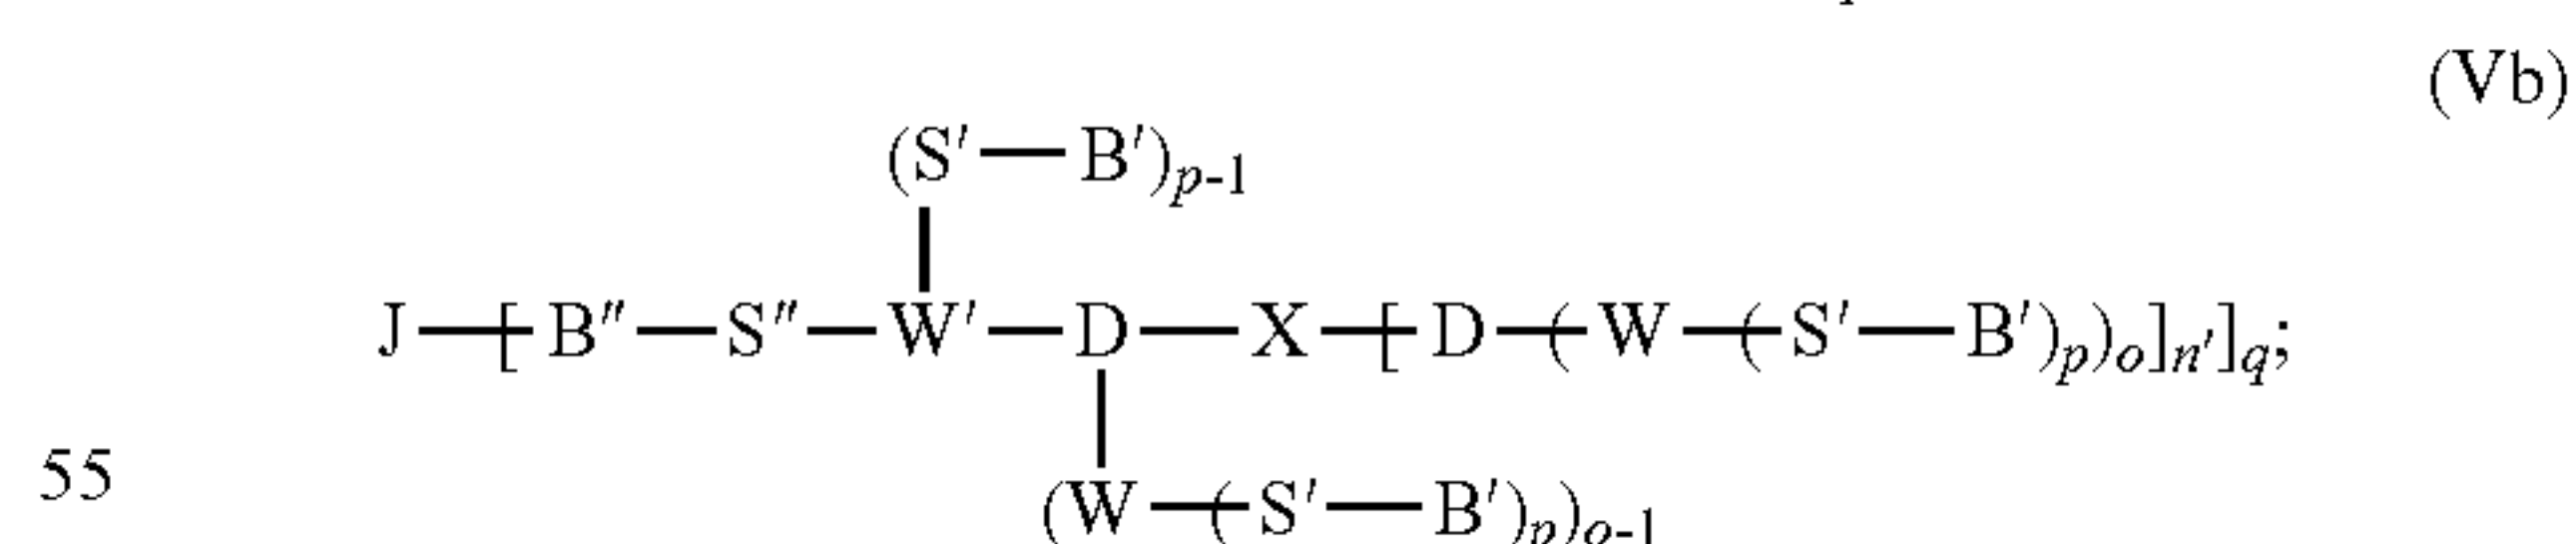 (Vb)
(S′—B′)p-1
J—[B″—S″—W′—D—X—[D—(W—(S′—B′)p)o]n′]q;
55
(W—(S′—B′)p)o-1